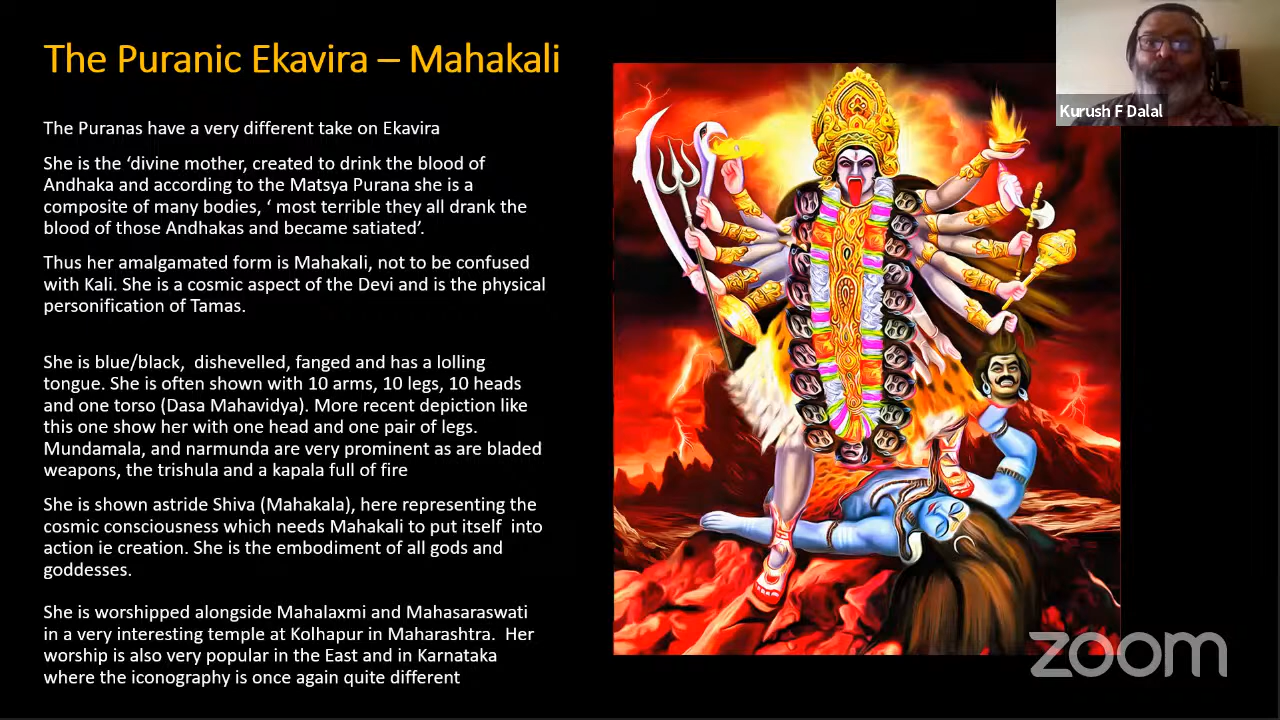 The Puranic Ekavira – Mahakali
Kurush F Dalal
The Puranas have a very different take on Ekavira
She is the ‘divine mother, created to drink the blood of
Andhaka and according to the Matsya Purana she is a
composite of many bodies, ‘ most terrible they all drank the
blood of those Andhakas and became satiated’.
Thus her amalgamated form is Mahakali, not to be confused
with Kali. She is a cosmic aspect of the Devi and is the physical
personification of Tamas.
She is blue/black,  dishevelled, fanged and has a lolling
tongue. She is often shown with 10 arms, 10 legs, 10 heads
and one torso (Dasa Mahavidya). More recent depiction like
this one show her with one head and one pair of legs.
Mundamala, and narmunda are very prominent as are bladed
weapons, the trishula and a kapala full of fire
She is shown astride Shiva (Mahakala), here representing the
cosmic consciousness which needs Mahakali to put itself  into
action ie creation. She is the embodiment of all gods and
goddesses.
She is worshipped alongside Mahalaxmi and Mahasaraswati
in a very interesting temple at Kolhapur in Maharashtra.  Her
worship is also very popular in the East and in Karnataka
where the iconography is once again quite different
zoom